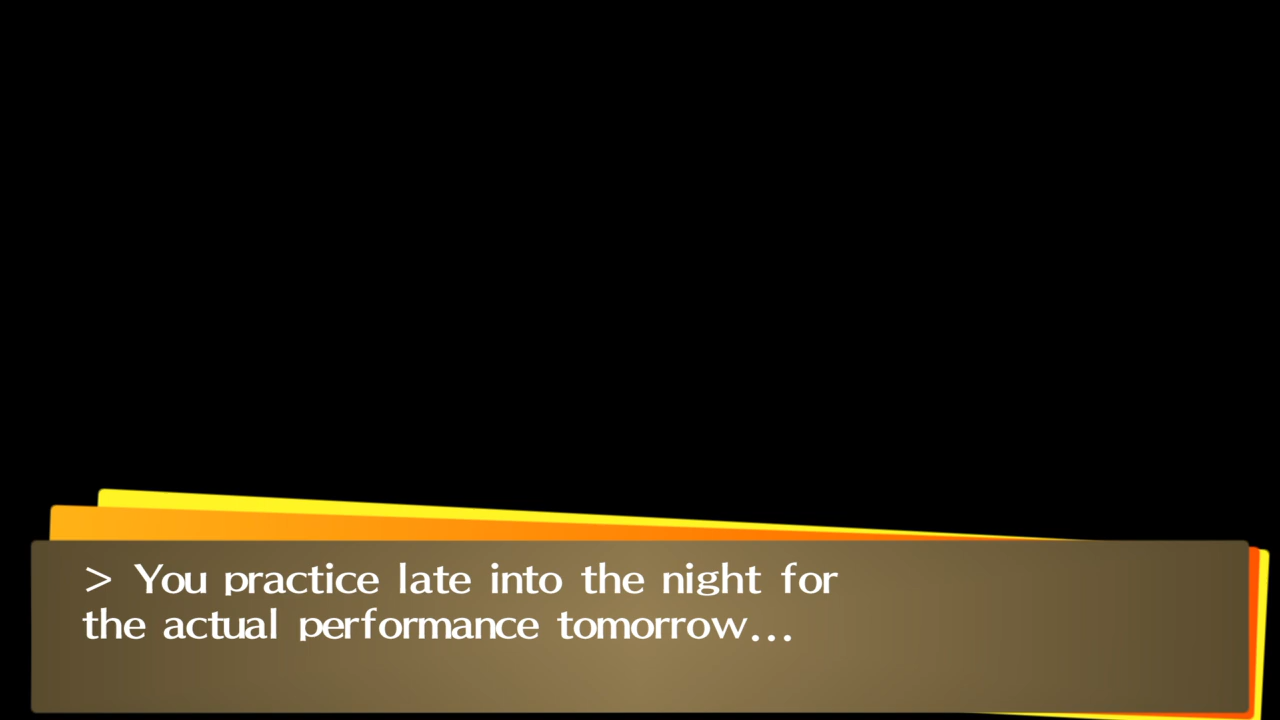 > You practice late into the night for
the actual performance tomorrow...